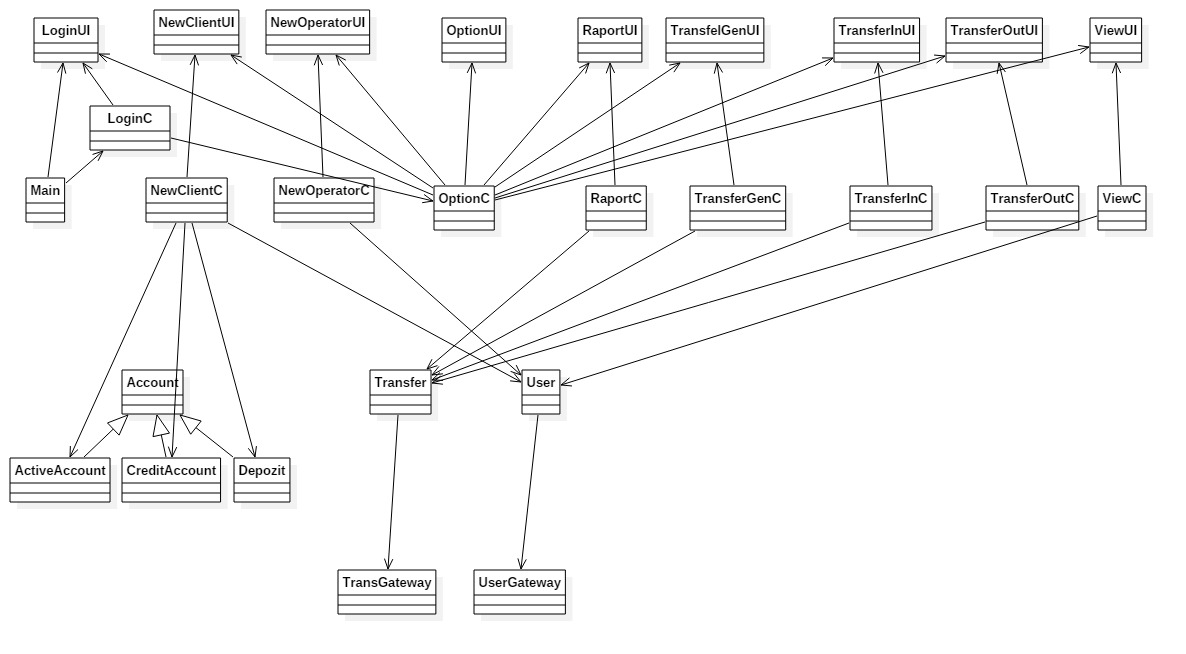 LoginUI
NewClientUI
NewOperatorUI
OptionUI
RaportUI
TransfelGenUI
TransferInUI
TransferOutUI
ViewUI
LoginC
Main
NewClientC
NewOperatorC
OptionC
RaportC
TransferGenC
TransferInC
TransferOutC
ViewC
Account
Transfer
User
ActiveAccount
CreditAccount
Depozit
TransGateway
UserGateway